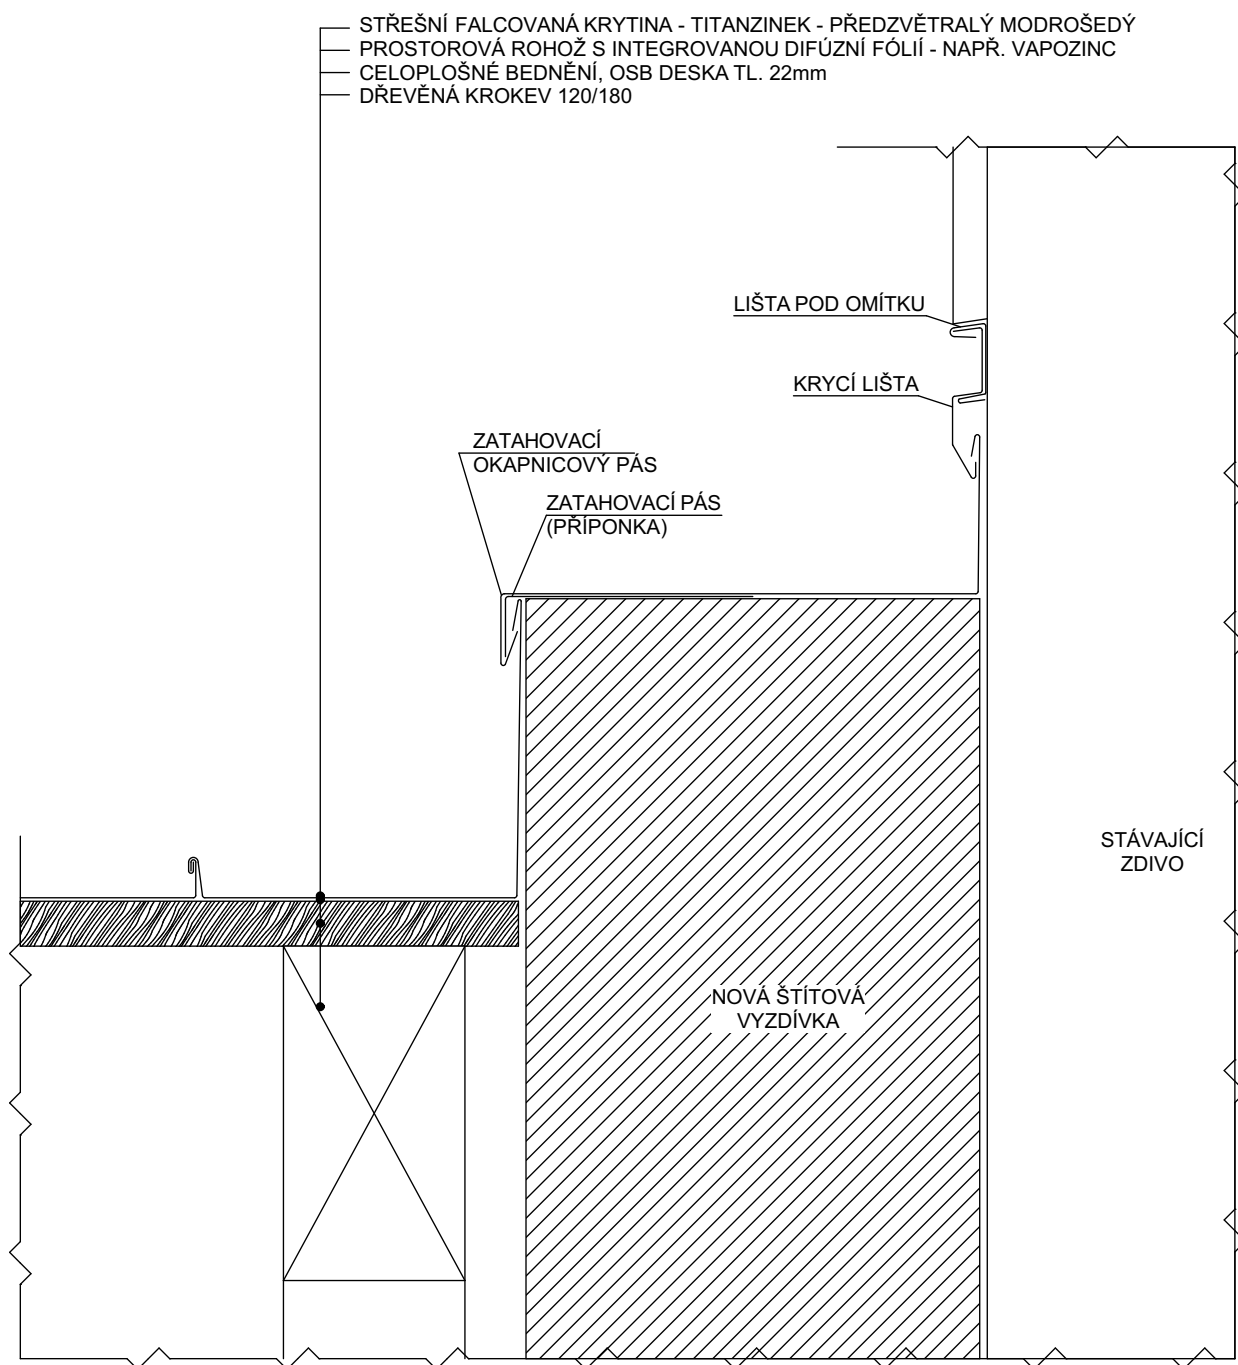 STŘEŠNÍ FALCOVANÁ KRYTINA - TITANZINEK - PŘEDZVĚTRALÝ MODROŠEDÝ
PROSTOROVÁ ROHOŽ S INTEGROVANOU DIFÚZNÍ FÓLIÍ - NAPŘ. VAPOZINC
CELOPLOŠNÉ BEDNĚNÍ, OSB DESKA TL. 22mm
DŘEVĚNÁ KROKEV 120/180
LIŠTA POD OMÍTKU
KRYCÍ LIŠTA
ZATAHOVACÍ
OKAPNICOVÝ PÁS
ZATAHOVACÍ PÁS
(PŘÍPONKA)
STÁVAJÍCÍ
ZDIVO
NOVÁ ŠTÍTOVÁ
VYZDÍVKA